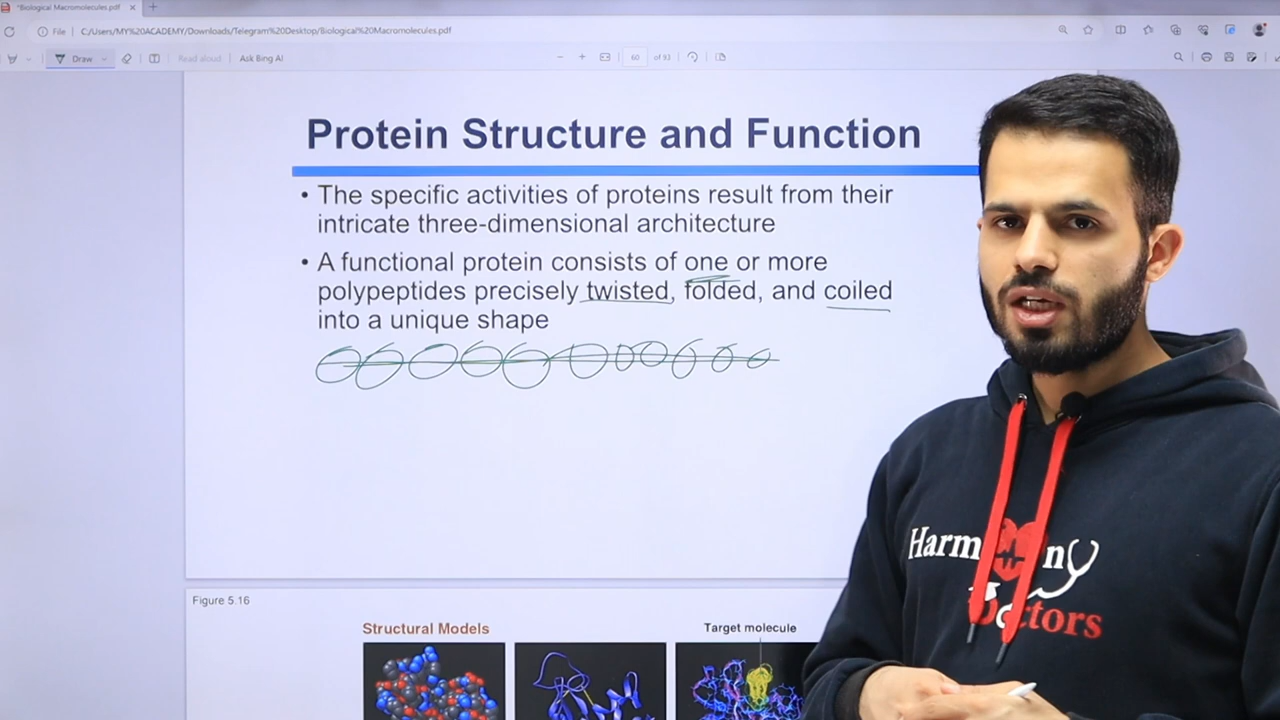 *Biological Macromolecules.pdf
File
C:/Users/MY%20ACADEMY/Downloads/Telegram%20Desktop/Biological%20Macromolecules.pdf
Draw
Read aloud
Ask Bing AI
60
of 93
Protein Structure and Function
• The specific activities of proteins result from their
intricate three-dimensional architecture
• A functional protein consists of one or more
polypeptides precisely twisted, folded, and coiled
into a unique shape
Figure 5.16
Structural Models
Target molecule
Harmony
Doctors